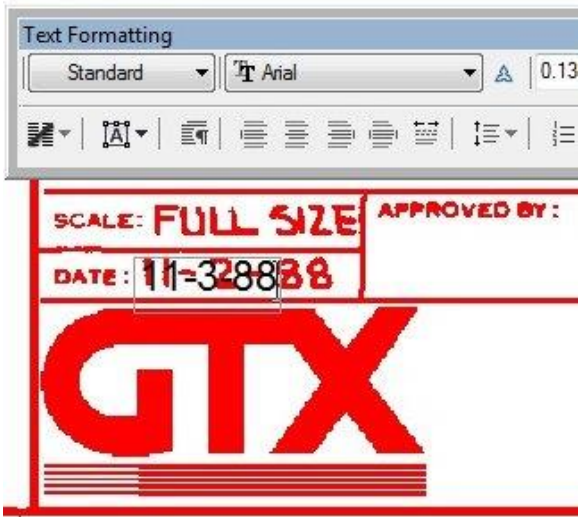 Text Formatting
Standard Arial 0.13
SCALE: FULL SIZE APPROVED BY:
DATE: 11-3-88
GTX